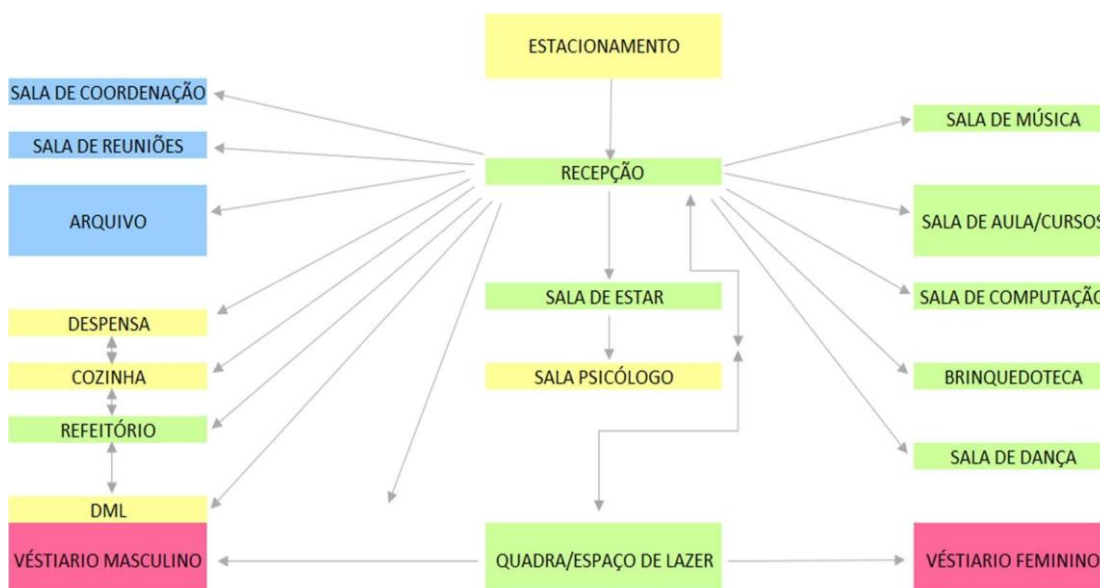 ESTACIONAMENTO
SALA DE COORDENAÇÃO
SALA DE MÚSICA
SALA DE REUNIÕES
RECEPÇÃO
ARQUIVO
SALA DE AULA/CURSOS
SALA DE ESTAR
SALA DE COMPUTAÇÃO
DESPENSA
COZINHA
SALA PSICÓLOGO
BRINQUEDOTECA
REFEITÓRIO
SALA DE DANÇA
DML
VÉSTIARIO MASCULINO
QUADRA/ESPAÇO DE LAZER
VÉSTIARIO FEMININO